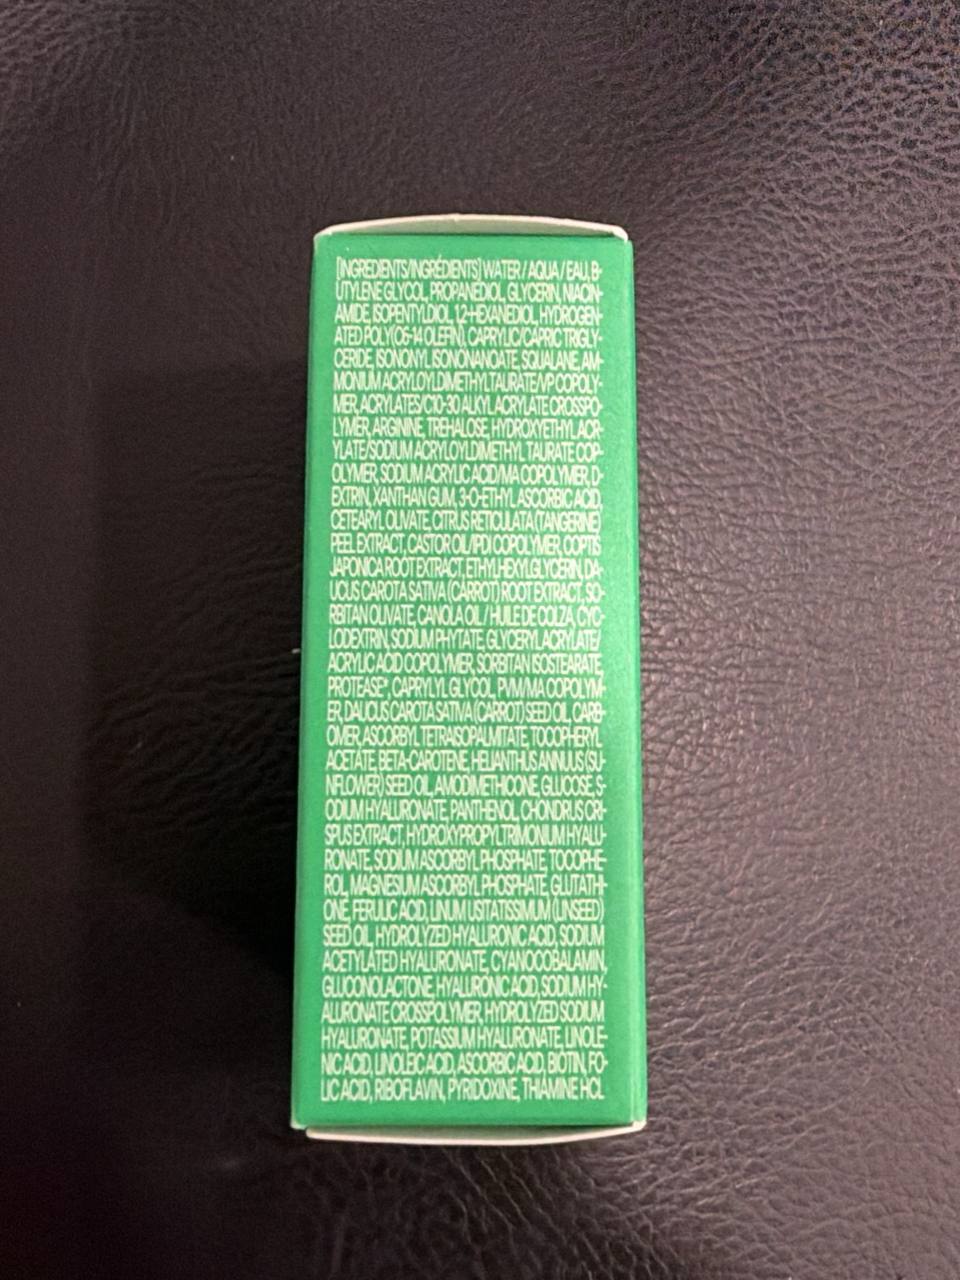 [INGREDIENTS/INGRÉDIENTS] WATER / AQUA / EAU, B-
UTYLENE GLYCOL, PROPANEDIOL, GLYCERIN, NIACIN-
AMIDE, ISOPENTYLDIOL, 1,2-HEXANEDIOL, HYDROGEN-
ATED POLY(C6-14 OLEFIN), CAPRYLIC/CAPRIC TRIGLY-
CERIDE, ISONONYL ISONONANOATE, SQUALANE, AM-
MONIUM ACRYLOYLDIMETHYLTAURATE/VP COPOLY-
MER, ACRYLATES/C10-30 ALKYL ACRYLATE CROSSPO-
LYMER, ARGININE, TREHALOSE, HYDROXYETHYL ACR-
YLATE/SODIUM ACRYLOYLDIMETHYL TAURATE COP-
OLYMER, SODIUM ACRYLIC ACID/MA COPOLYMER, D-
EXTRIN, XANTHAN GUM, 3-O-ETHYL ASCORBIC ACID,
CETEARYL OLIVATE, CITRUS RETICULATA (TANGERINE)
PEEL EXTRACT, CASTOR OIL/IPDI COPOLYMER, COPTIS
JAPONICA ROOT EXTRACT, ETHYLHEXYLGLYCERIN, DA-
UCUS CAROTA SATIVA (CARROT) ROOT EXTRACT, SO-
RBITAN OLIVATE, CANOLA OIL / HUILE DE COLZA, CYC-
LODEXTRIN, SODIUM PHYTATE, GLYCERYL ACRYLATE/
ACRYLIC ACID COPOLYMER, SORBITAN ISOSTEARATE,
PROTEASE*, CAPRYLYL GLYCOL, PVM/MA COPOLYM-
ER, DAUCUS CAROTA SATIVA (CARROT) SEED OIL, CARB-
OMER, ASCORBYL TETRAISOPALMITATE, TOCOPHERYL
ACETATE, BETA-CAROTENE, HELIANTHUS ANNUUS (SU-
NFLOWER) SEED OIL, AMODIMETHICONE, GLUCOSE, S-
ODIUM HYALURONATE, PANTHENOL, CHONDRUS CRI-
SPUS EXTRACT, HYDROXYPROPYLTRIMONIUM HYALU-
RONATE, SODIUM ASCORBYL PHOSPHATE, TOCOPHE-
ROL, MAGNESIUM ASCORBYL PHOSPHATE, GLUTATHI-
ONE, FERULIC ACID, LINUM USITATISSIMUM (LINSEED)
SEED OIL, HYDROLYZED HYALURONIC ACID, SODIUM
ACETYLATED HYALURONATE, CYANOCOBALAMIN,
GLUCONOLACTONE, HYALURONIC ACID, SODIUM HY-
ALURONATE CROSSPOLYMER, HYDROLYZED SODIUM
HYALURONATE, POTASSIUM HYALURONATE, LINOLE-
NIC ACID, LINOLEIC ACID, ASCORBIC ACID, BIOTIN, FO-
LIC ACID, RIBOFLAVIN, PYRIDOXINE, THIAMINE HCL